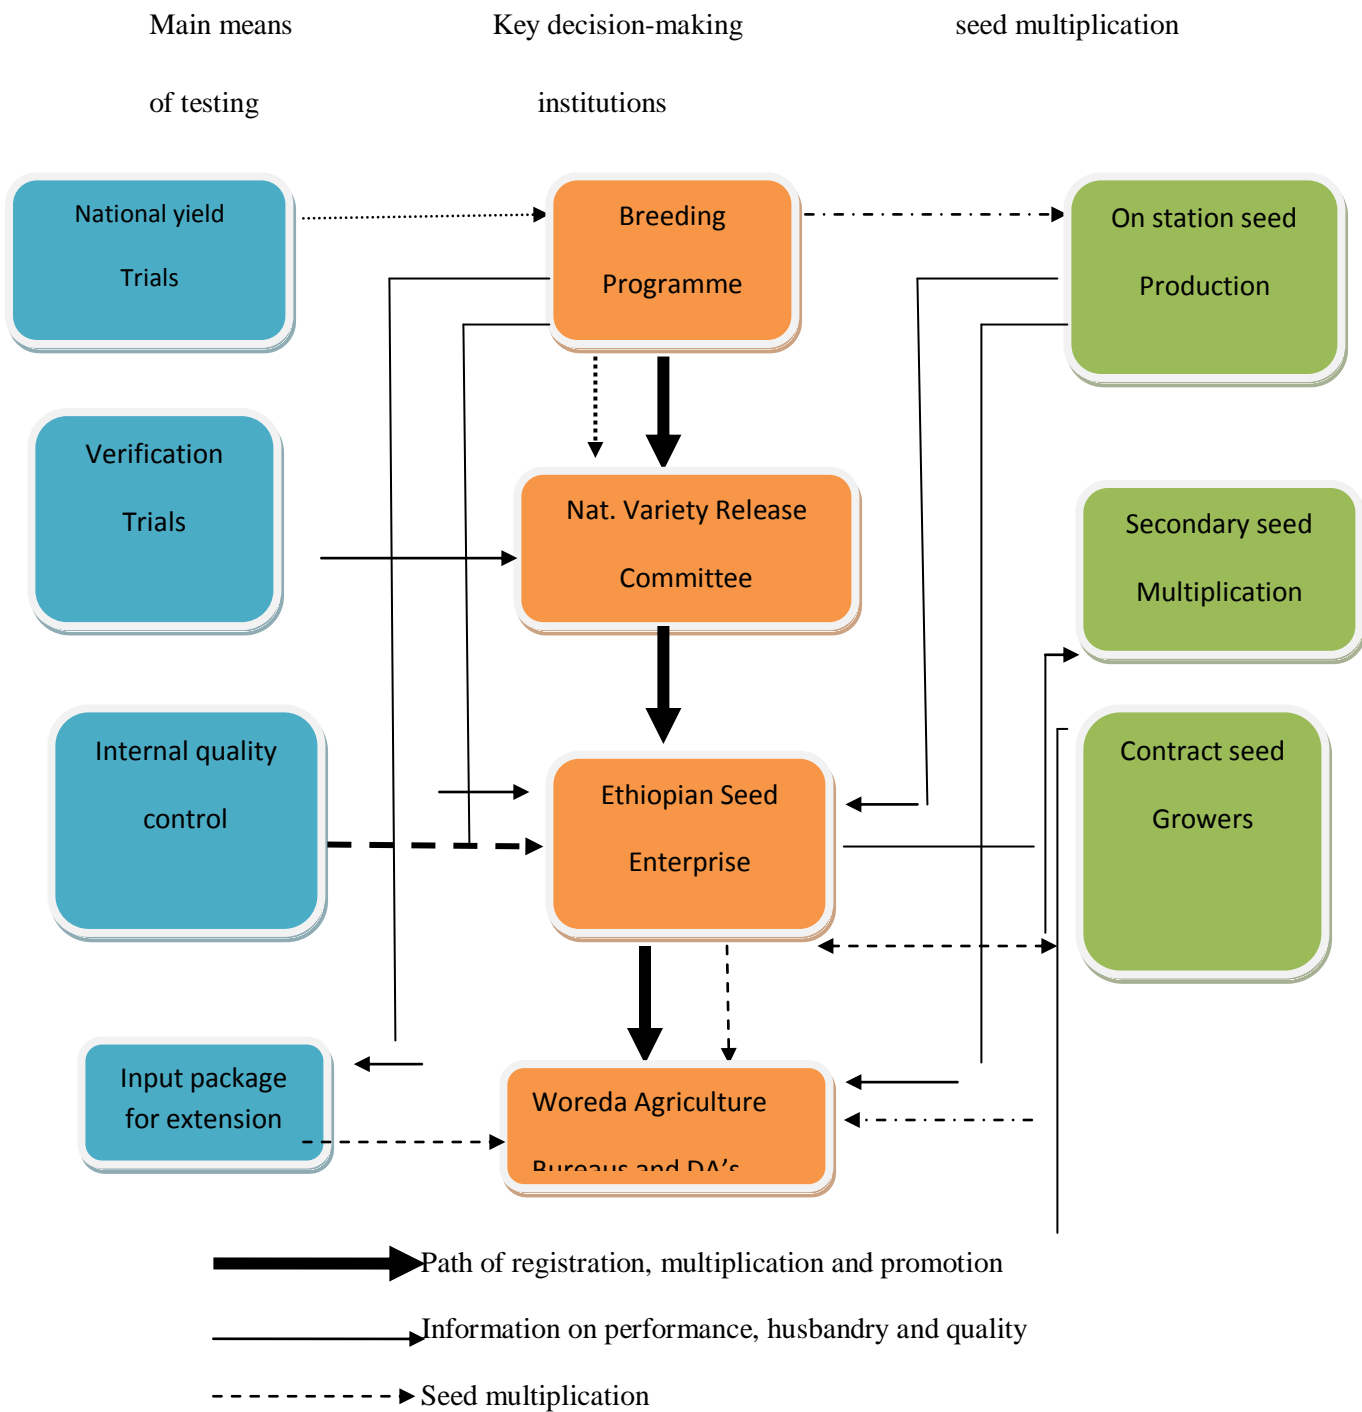 Main means
of testing
Key decision-making
institutions
seed multiplication
National yield
Trials
Breeding
Programme
On station seed
Production
Verification
Trials
Nat. Variety Release
Committee
Secondary seed
Multiplication
Internal quality
control
Ethiopian Seed
Enterprise
Contract seed
Growers
Input package
for extension
Woreda Agriculture
Bureaus and DA's
Path of registration, multiplication and promotion
Information on performance, husbandry and quality
Seed multiplication